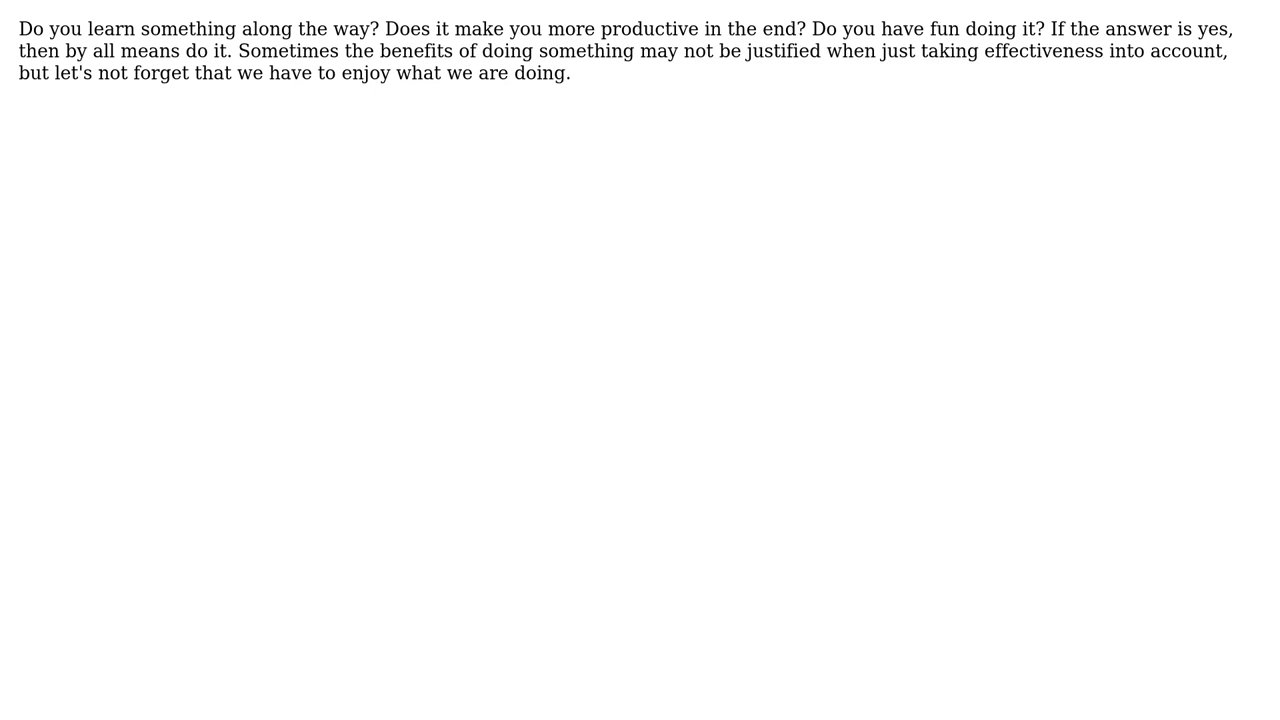 Do you learn something along the way? Does it make you more productive in the end? Do you have fun doing it? If the answer is yes,
then by all means do it. Sometimes the benefits of doing something may not be justified when just taking effectiveness into account,
but let's not forget that we have to enjoy what we are doing.